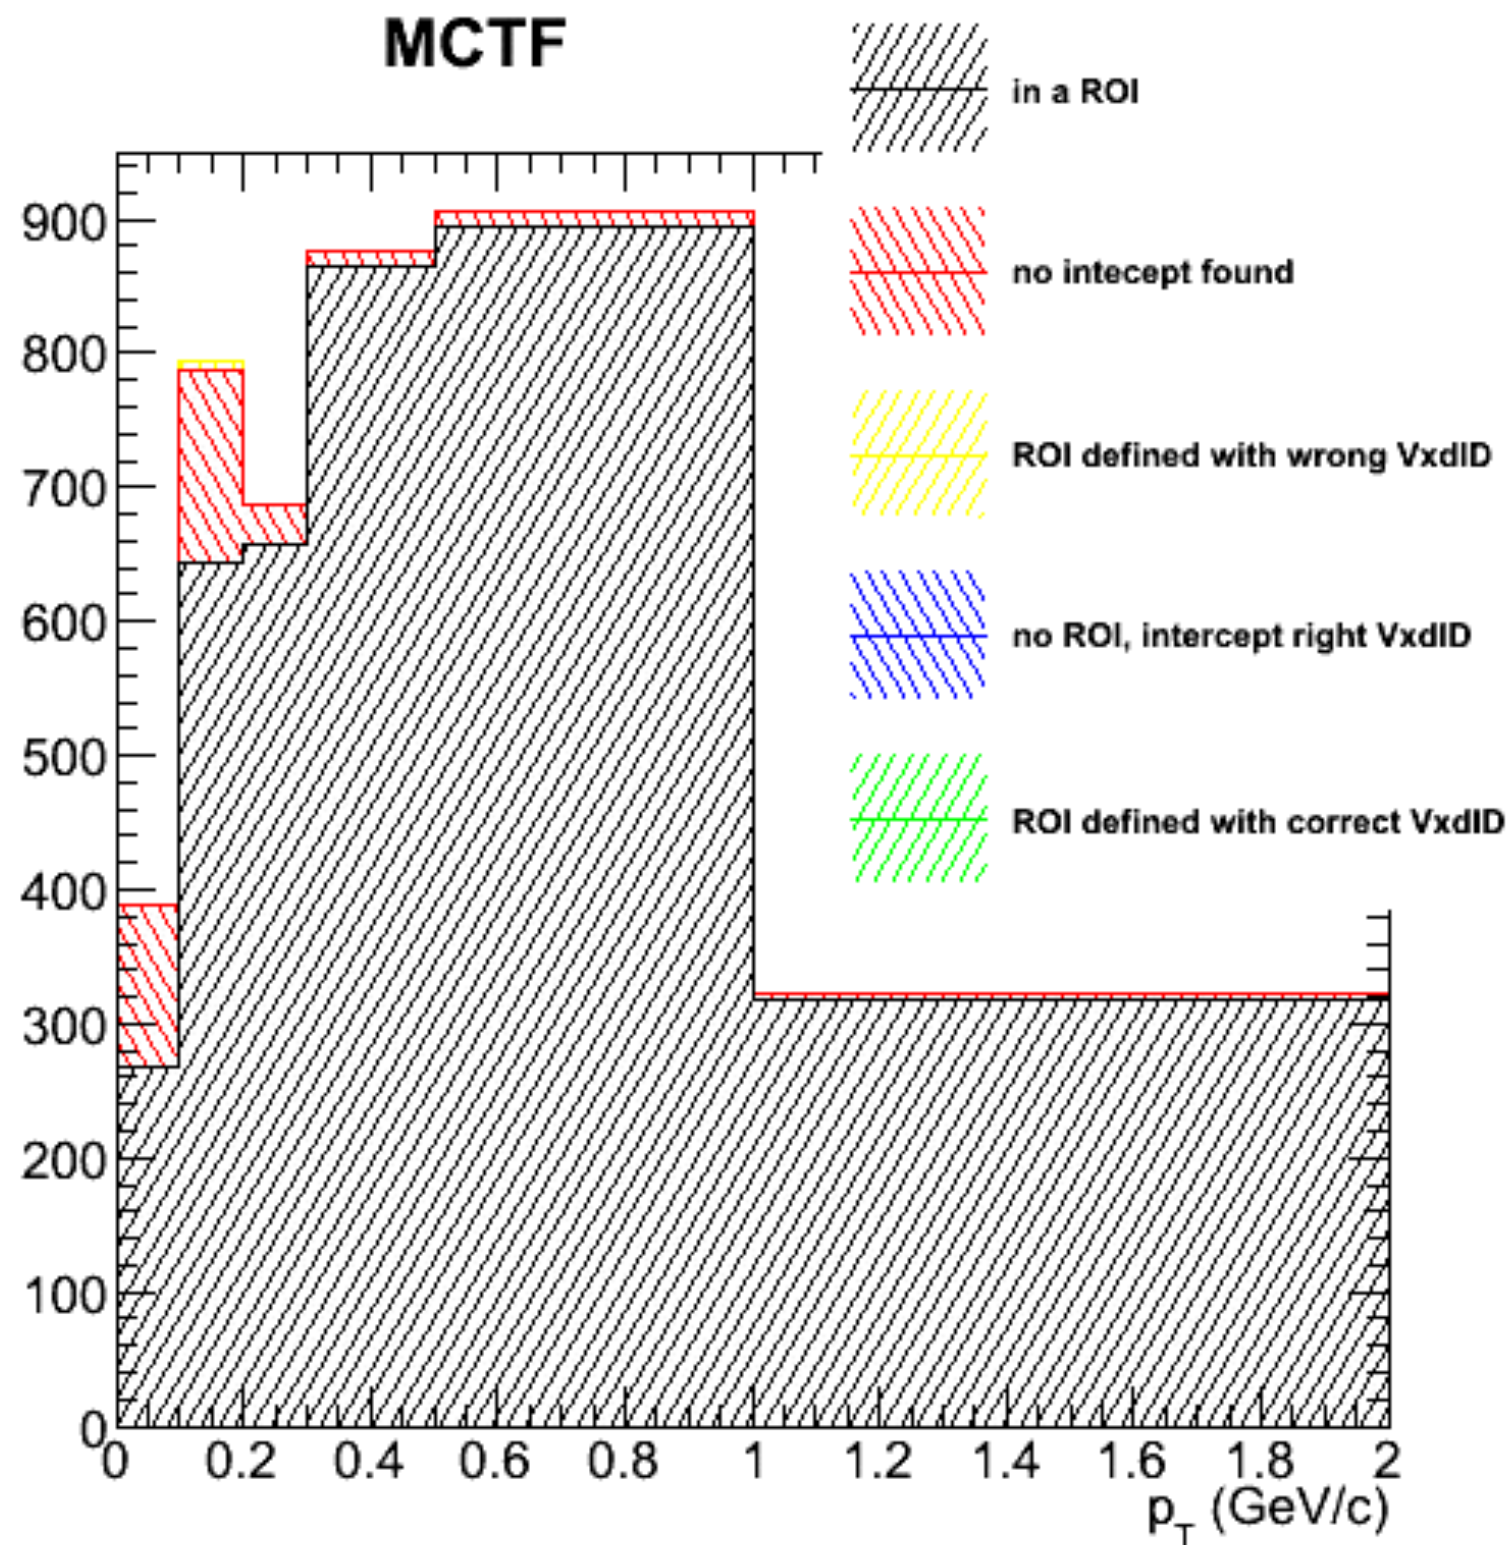 MCTF
in a ROI
no intecept found
ROI defined with wrong VxdID
no ROI, intercept right VxdID
ROI defined with correct VxdID
900
800
700
600
500
400
300
200
100
0
0 0.2 0.4 0.6 0.8 1 1.2 1.4 1.6 1.8 2
p_T (GeV/c)